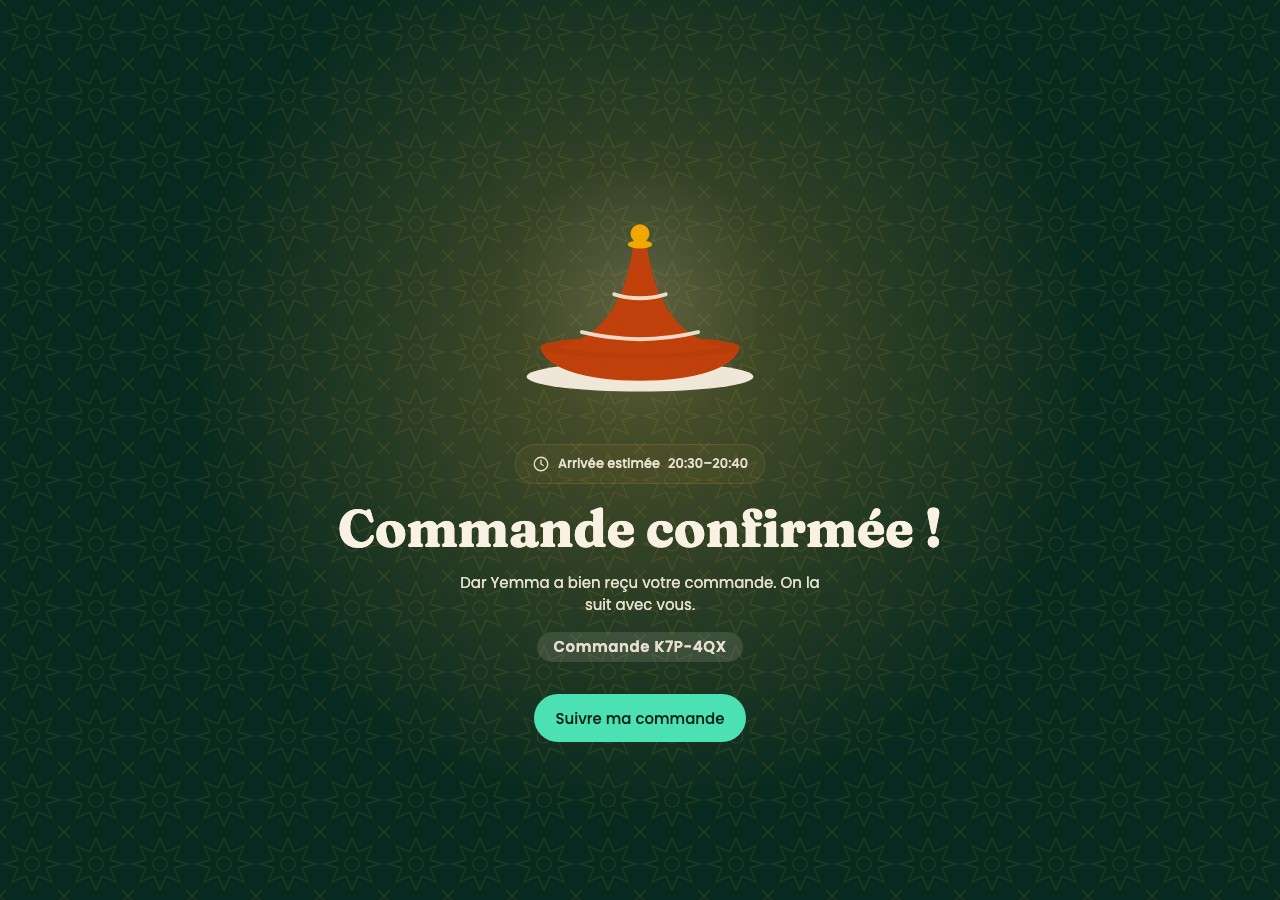 Arrivée estimée 20:30–20:40
Commande confirmée !
Dar Yemma a bien reçu votre commande. On la
suit avec vous.
Commande K7P-4QX
Suivre ma commande